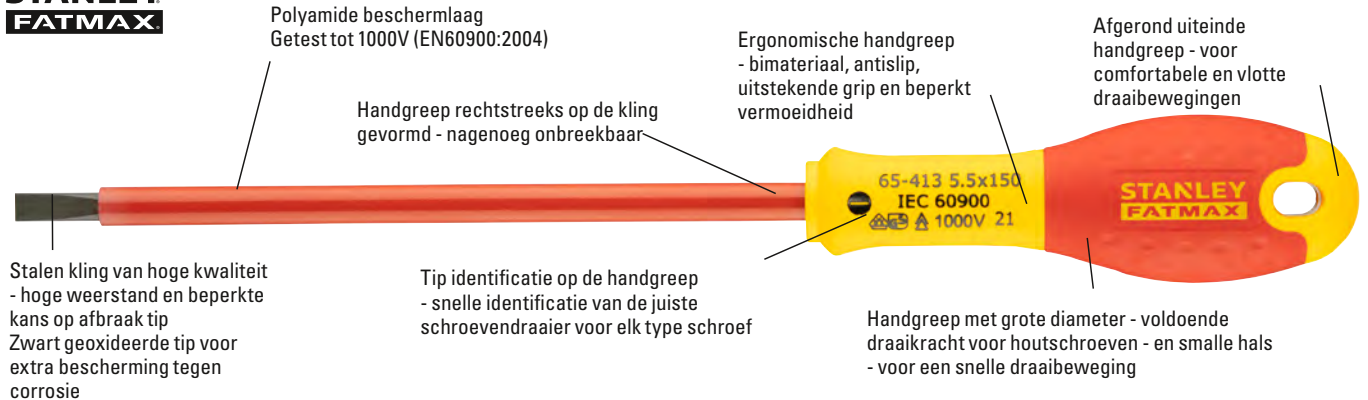 STANLEY
FATMAX
Polyamide beschermlaag
Getest tot 1000V (EN60900:2004)
Handgreep rechtstreeks op de kling
gevormd - nagenoeg onbreekbaar
Ergonomische handgreep
- bimateriaal, antislip,
uitstekende grip en beperkt
vermoeidheid
Afgerond uiteinde
handgreep - voor
comfortabele en vlotte
draaibewegingen
65-413 5.5x150
IEC 60900
1000V 21
STANLEY
FATMAX
Stalen kling van hoge kwaliteit
- hoge weerstand en beperkte
kans op afbraak tip
Zwart geoxideerde tip voor
extra bescherming tegen
corrosie
Tip identificatie op de handgreep
- snelle identificatie van de juiste
schroevendraaier voor elk type schroef
Handgreep met grote diameter - voldoende
draaikracht voor houtschroeven - en smalle hals
- voor een snelle draaibeweging